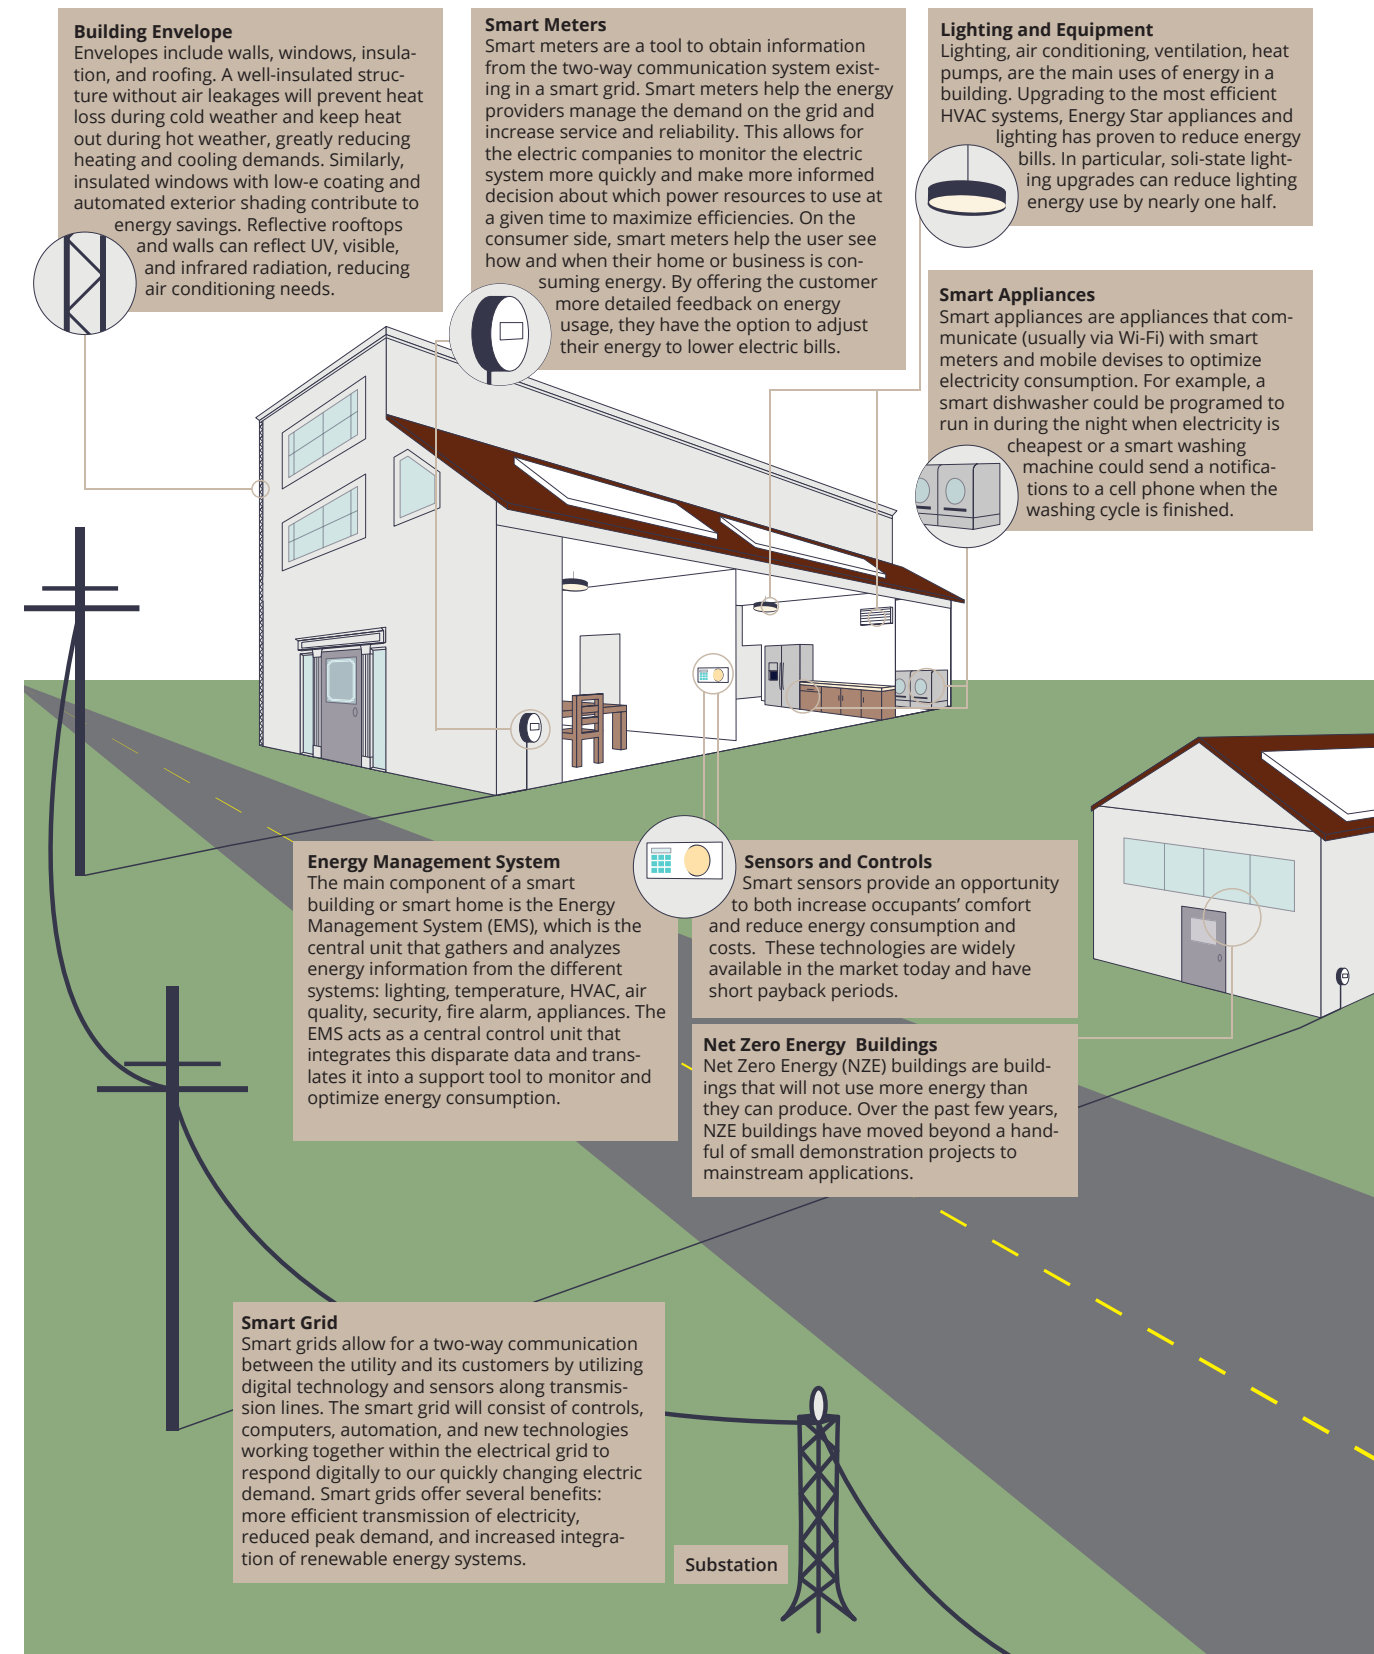 Building Envelope
Envelopes include walls, windows, insula-
tion, and roofing. A well-insulated struc-
ture without air leakages will prevent heat
loss during cold weather and keep heat
out during hot weather, greatly reducing
heating and cooling demands. Similarly,
insulated windows with low-e coating and
automated exterior shading contribute to
energy savings. Reflective rooftops
and walls can reflect UV, visible,
and infrared radiation, reducing
air conditioning needs.
Smart Meters
Smart meters are a tool to obtain information
from the two-way communication system exist-
ing in a smart grid. Smart meters help the energy
providers manage the demand on the grid and
increase service and reliability. This allows for
the electric companies to monitor the electric
system more quickly and make more informed
decision about which power resources to use at
a given time to maximize efficiencies. On the
consumer side, smart meters help the user see
how and when their home or business is con-
suming energy. By offering the customer
more detailed feedback on energy
usage, they have the option to adjust
their energy to lower electric bills.
Lighting and Equipment
Lighting, air conditioning, ventilation, heat
pumps, are the main uses of energy in a
building. Upgrading to the most efficient
HVAC systems, Energy Star appliances and
lighting has proven to reduce energy
bills. In particular, soli-state light-
ing upgrades can reduce lighting
energy use by nearly one half.
Smart Appliances
Smart appliances are appliances that com-
municate (usually via Wi-Fi) with smart
meters and mobile devises to optimize
electricity consumption. For example, a
smart dishwasher could be programed to
run in during the night when electricity is
cheapest or a smart washing
machine could send a notifica-
tions to a cell phone when the
washing cycle is finished.
Energy Management System
The main component of a smart
building or smart home is the Energy
Management System (EMS), which is the
central unit that gathers and analyzes
energy information from the different
systems: lighting, temperature, HVAC, air
quality, security, fire alarm, appliances. The
EMS acts as a central control unit that
integrates this disparate data and trans-
lates it into a support tool to monitor and
optimize energy consumption.
Sensors and Controls
Smart sensors provide an opportunity
to both increase occupants’ comfort
and reduce energy consumption and
costs.  These technologies are widely
available in the market today and have
short payback periods.
Net Zero Energy  Buildings
Net Zero Energy (NZE) buildings are build-
ings that will not use more energy than
they can produce. Over the past few years,
NZE buildings have moved beyond a hand-
ful of small demonstration projects to
mainstream applications.
Smart Grid
Smart grids allow for a two-way communication
between the utility and its customers by utilizing
digital technology and sensors along transmis-
sion lines. The smart grid will consist of controls,
computers, automation, and new technologies
working together within the electrical grid to
respond digitally to our quickly changing electric
demand. Smart grids offer several benefits:
more efficient transmission of electricity,
reduced peak demand, and increased integra-
tion of renewable energy systems.
Substation